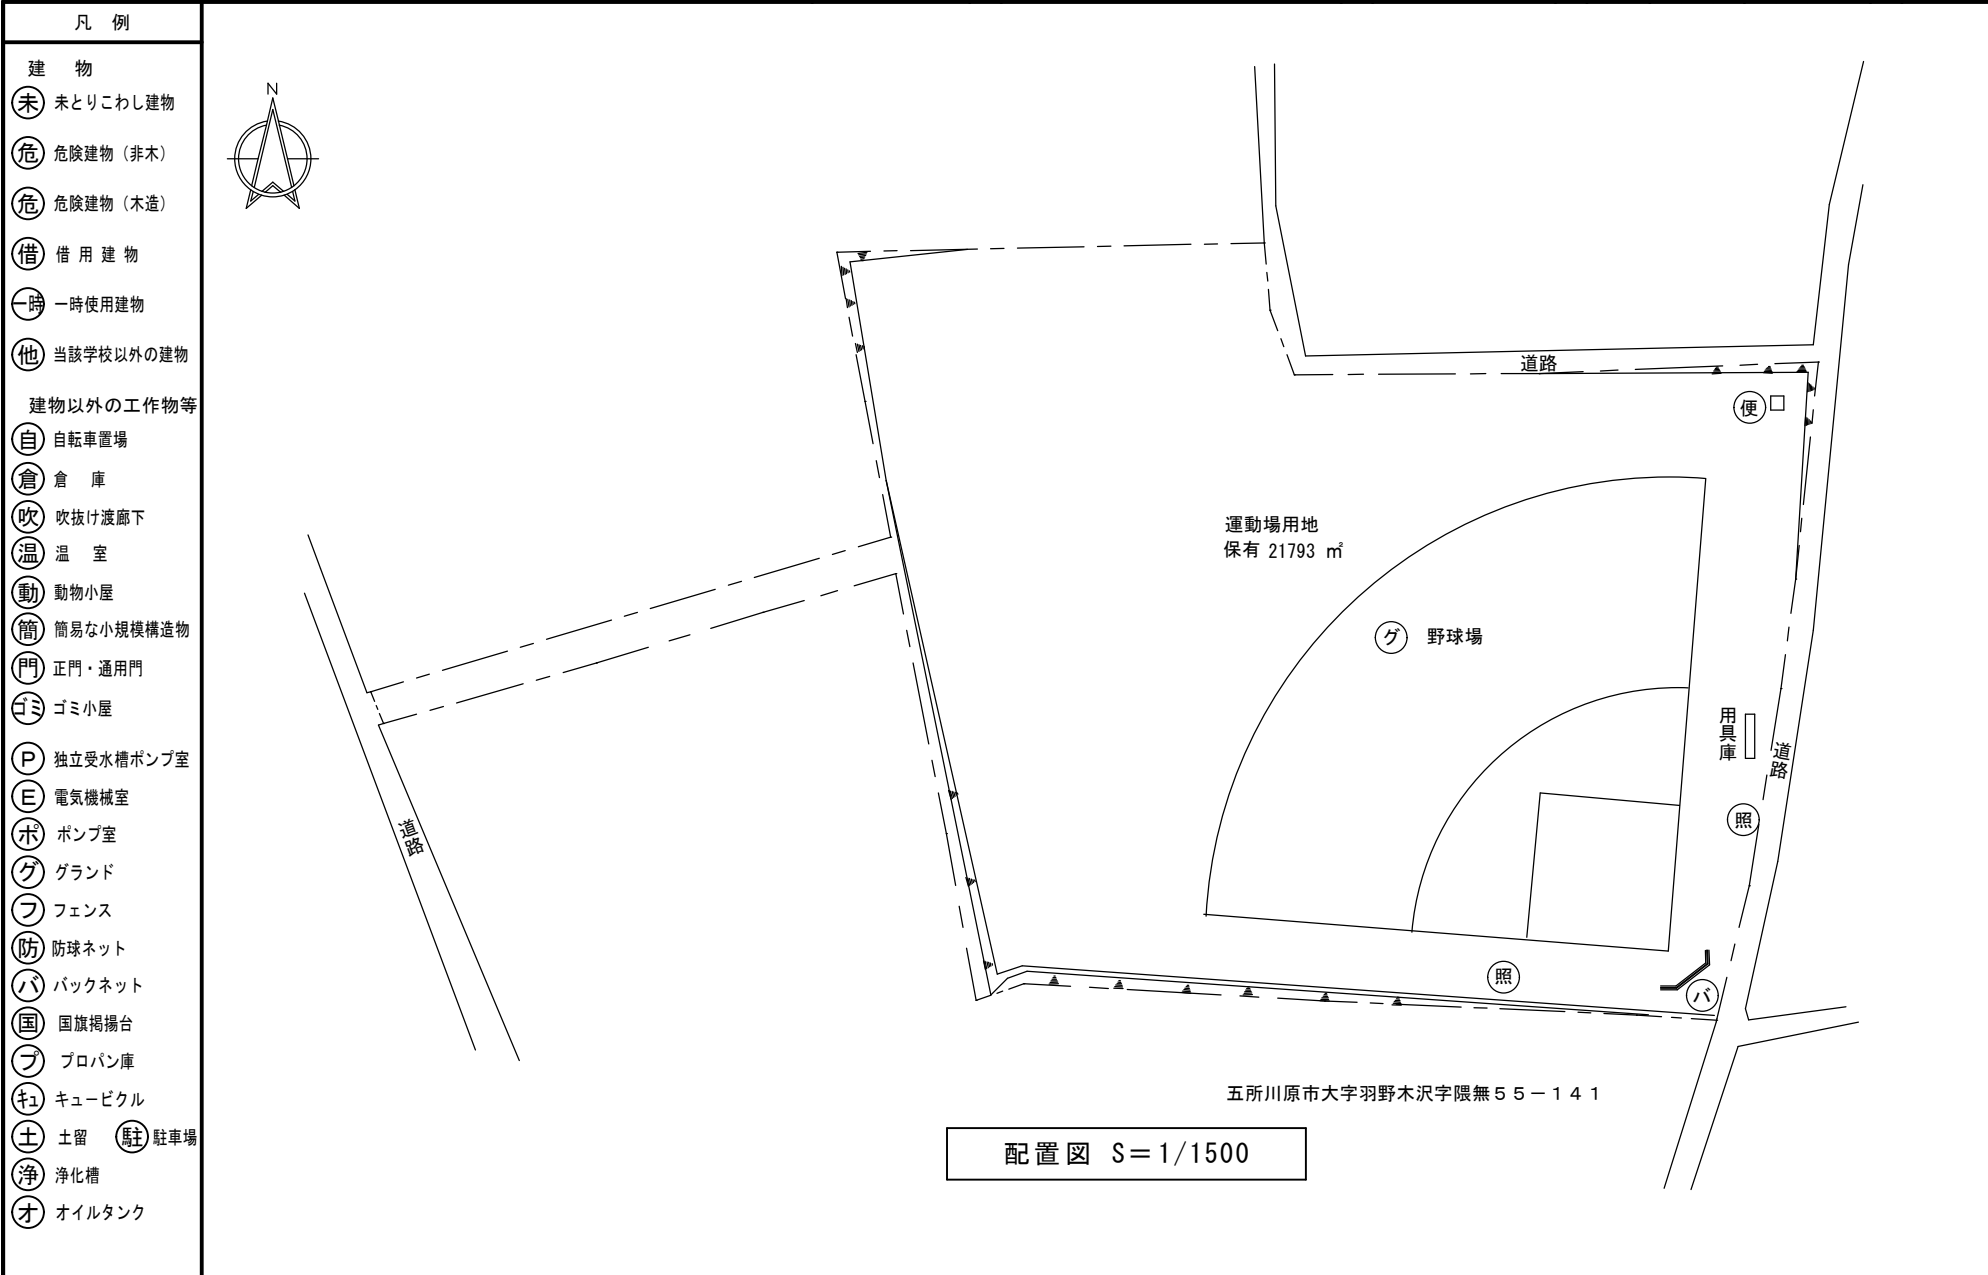 凡 例
建 物
未 未とりこわし建物
危 危険建物（非木）
危 危険建物（木造）
借 借 用 建 物
一時 一時使用建物
他 当該学校以外の建物
建物以外の工作物等
自 自転車置場
倉 倉 庫
吹 吹抜け渡廊下
温 温 室
動 動物小屋
簡 簡易な小規模構造物
門 正門・通用門
ゴミ ゴミ小屋
P 独立受水槽ポンプ室
E 電気機械室
ポ ポンプ室
グ グランド
フ フェンス
防 防球ネット
バ バックネット
国 国旗掲揚台
プ プロパン庫
キュ キュービクル
土 土留 駐 駐車場
浄 浄化槽
オ オイルタンク
N
道路
便
運動場用地
保有 21793 ㎡
グ 野球場
用具庫
道路
照
道路
照
バ
五所川原市大字羽野木沢字隈無５５－１４１
配置図 S＝1/1500